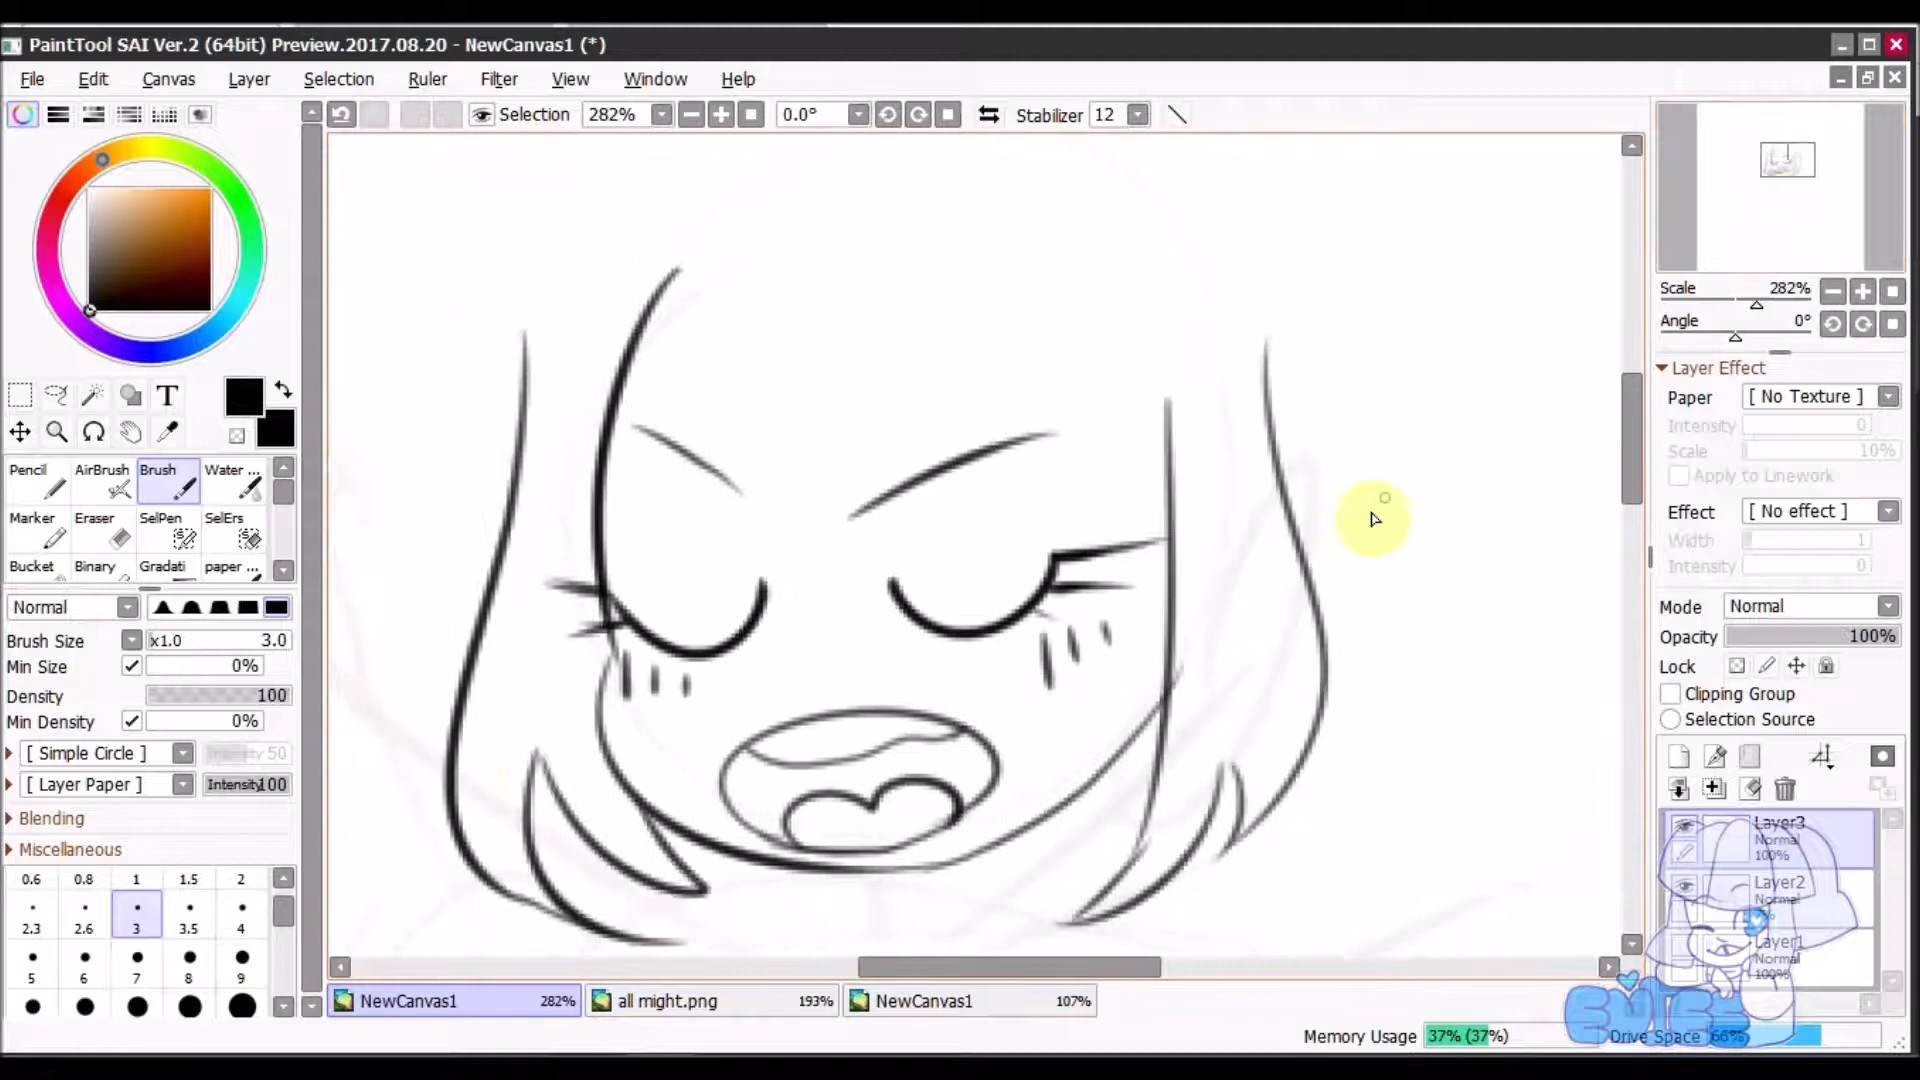 PaintTool SAI Ver.2 (64bit) Preview.2017.08.20 - NewCanvas1 (*)
File Edit Canvas Layer Selection Ruler Filter View Window Help
Selection 282% 0.0° Stabilizer 12
Scale 282%
Angle 0°
Layer Effect
Paper [ No Texture ]
Intensity 0
Scale 10%
Apply to Linework
Effect [ No effect ]
Width 1
Intensity 0
Mode Normal
Opacity 100%
Lock
Clipping Group
Selection Source
Layer3
Normal
100%
Layer2
Normal
Layer1
Normal
100%
T
Pencil AirBrush Brush Water ...
Marker Eraser SelPen SelErs
Bucket Binary Gradati paper ...
Normal
Brush Size x1.0 3.0
Min Size 0%
Density 100
Min Density 0%
[ Simple Circle ] Intensity 50
[ Layer Paper ] Intensity 100
Blending
Miscellaneous
0.6 0.8 1 1.5 2
2.3 2.6 3 3.5 4
5 6 7 8 9
NewCanvas1 282% all might.png 193% NewCanvas1 107%
Memory Usage 37% (37%) Drive Space 66%